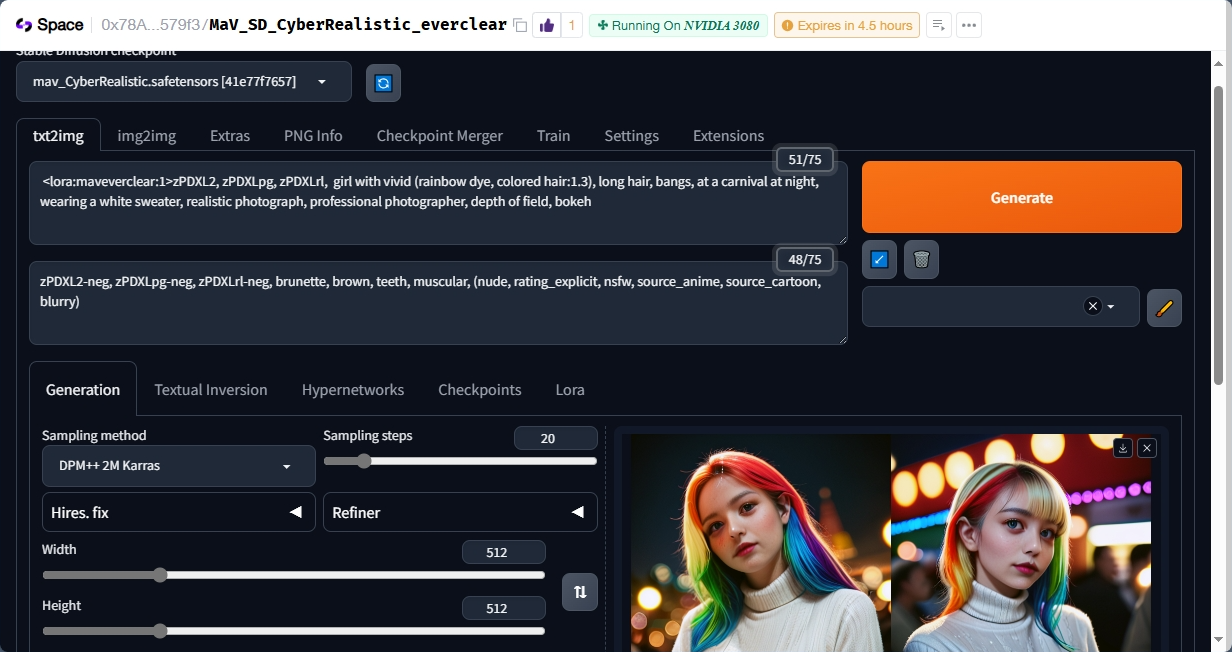 Space 0x78A...579f3/MaV_SD_CyberRealistic_everclear 1 Running On NVIDIA 3080 Expires in 4.5 hours
Stable Diffusion checkpoint
mav_CyberRealistic.safetensors [41e77f7657]
txt2img img2img Extras PNG Info Checkpoint Merger Train Settings Extensions
51/75
<lora:maveverclear:1>zPDXL2, zPDXLpg, zPDXLrl, girl with vivid (rainbow dye, colored hair:1.3), long hair, bangs, at a carnival at night,
wearing a white sweater, realistic photograph, professional photographer, depth of field, bokeh
Generate
48/75
zPDXL2-neg, zPDXLpg-neg, zPDXLrl-neg, brunette, brown, teeth, muscular, (nude, rating_explicit, nsfw, source_anime, source_cartoon,
blurry)
Generation Textual Inversion Hypernetworks Checkpoints Lora
Sampling method Sampling steps 20
DPM++ 2M Karras
Hires. fix Refiner
Width 512
Height 512